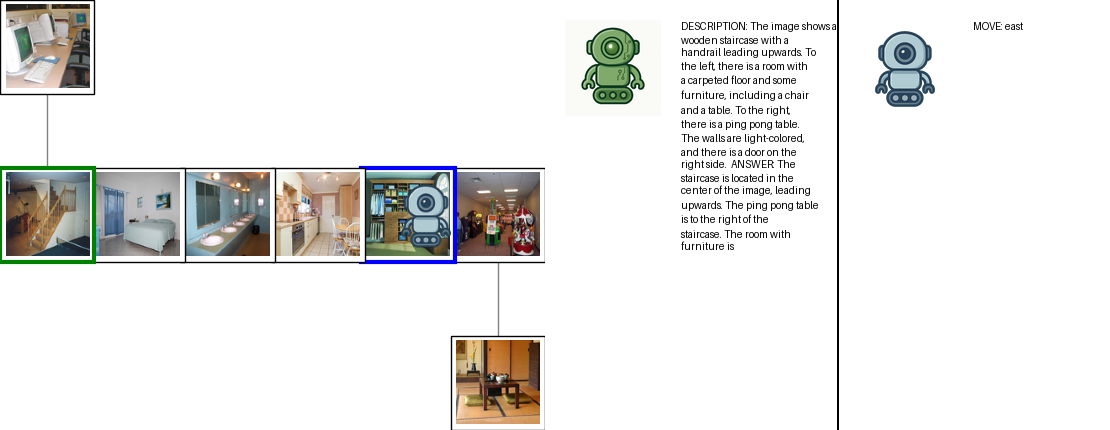 DESCRIPTION: The image shows a
wooden staircase with a
handrail leading upwards. To
the left, there is a room with
a carpeted floor and some
furniture, including a chair
and a table. To the right,
there is a ping pong table.
The walls are light-colored,
and there is a door on the
right side.  ANSWER: The
staircase is located in the
center of the image, leading
upwards. The ping pong table
is to the right of the
staircase. The room with
furniture is
MOVE: east